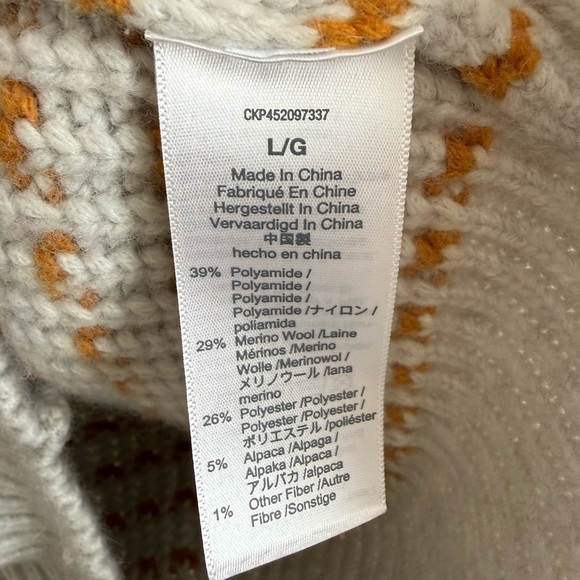 CKP452097337
L/G
Made In China
Fabriqué En Chine
Hergestellt In China
Vervaardigd In China
中国製
hecho en china
39% Polyamide /
Polyamide /
Polyamide /
Polyamide /ナイロン /
poliamida
29% Merino Wool /Laine
Mérinos /Merino
Wolle /Merinowol /
メリノウール /lana
merino
26% Polyester /Polyester
/Polyester /Polyester /
ポリエステル /poliéster
5% Alpaca /Alpaga /
Alpaka /Alpaca /
アルパカ /alpaca
1% Other Fiber /Autre
Fibre /Sonstige